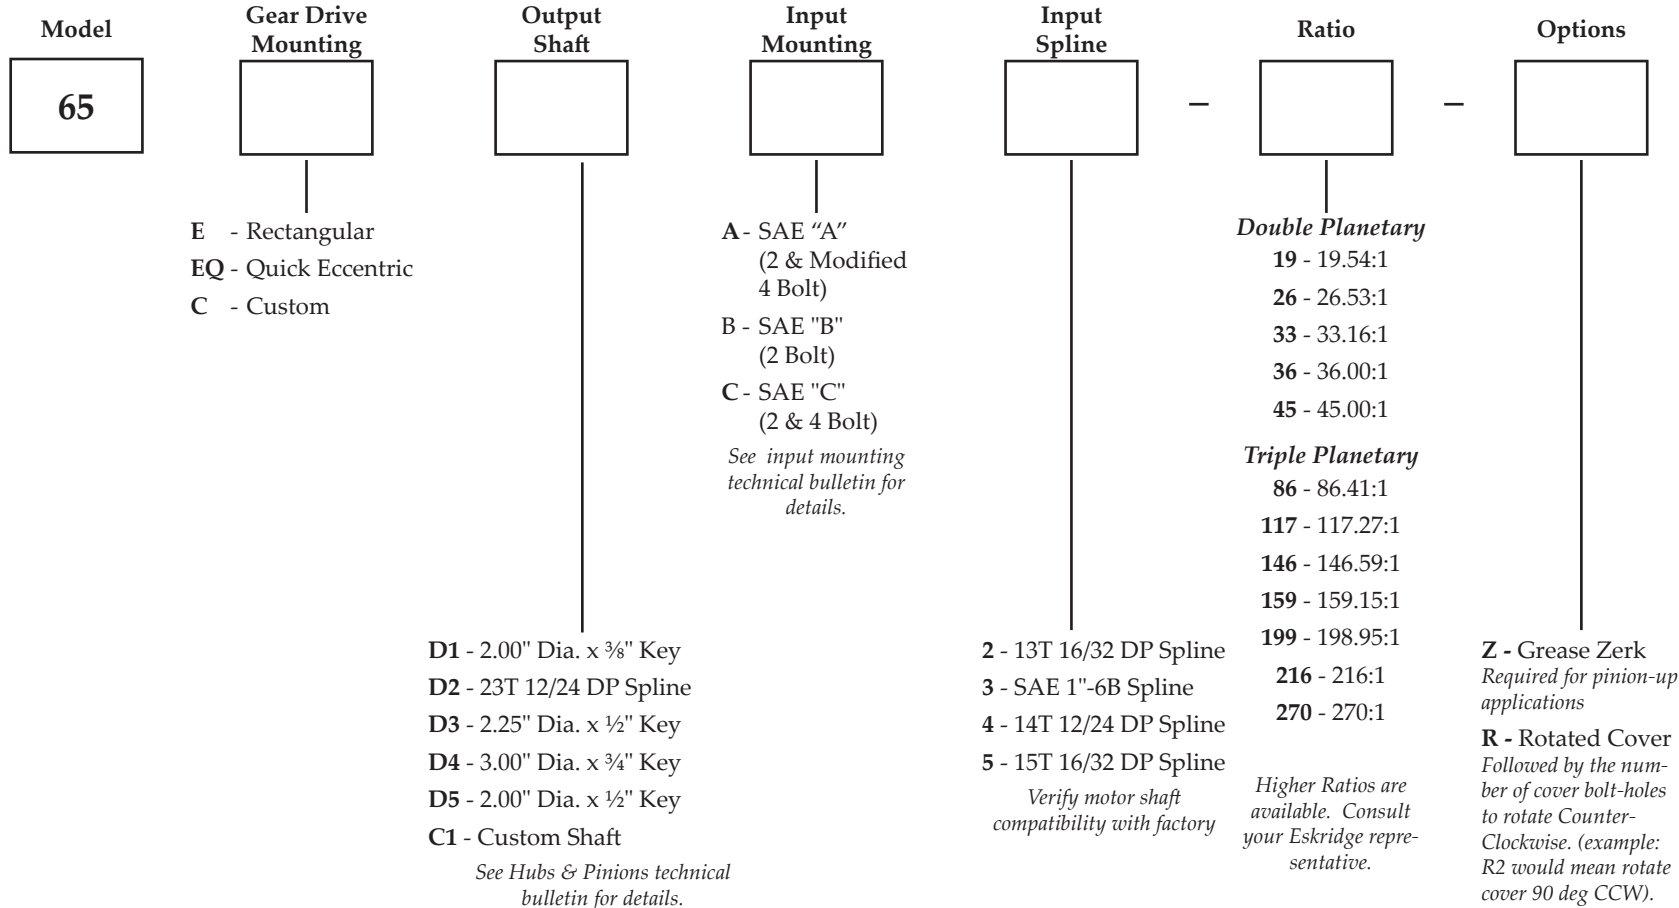 Model
65
Gear Drive
Mounting
E - Rectangular
EQ - Quick Eccentric
C - Custom
Output
Shaft
D1 - 2.00" Dia. x ⅜" Key
D2 - 23T 12/24 DP Spline
D3 - 2.25" Dia. x ½" Key
D4 - 3.00" Dia. x ¾" Key
D5 - 2.00" Dia. x ½" Key
C1 - Custom Shaft
See Hubs & Pinions technical
bulletin for details.
Input
Mounting
A - SAE “A”
(2 & Modified
4 Bolt)
B - SAE "B"
(2 Bolt)
C - SAE "C"
(2 & 4 Bolt)
See input mounting
technical bulletin for
details.
Input
Spline
2 - 13T 16/32 DP Spline
3 - SAE 1"-6B Spline
4 - 14T 12/24 DP Spline
5 - 15T 16/32 DP Spline
Verify motor shaft
compatibility with factory
–
Ratio
Double Planetary
19 - 19.54:1
26 - 26.53:1
33 - 33.16:1
36 - 36.00:1
45 - 45.00:1
Triple Planetary
86 - 86.41:1
117 - 117.27:1
146 - 146.59:1
159 - 159.15:1
199 - 198.95:1
216 - 216:1
270 - 270:1
Higher Ratios are
available. Consult
your Eskridge repre-
sentative.
–
Options
Z - Grease Zerk
Required for pinion-up
applications
R - Rotated Cover
Followed by the num-
ber of cover bolt-holes
to rotate Counter-
Clockwise. (example:
R2 would mean rotate
cover 90 deg CCW).